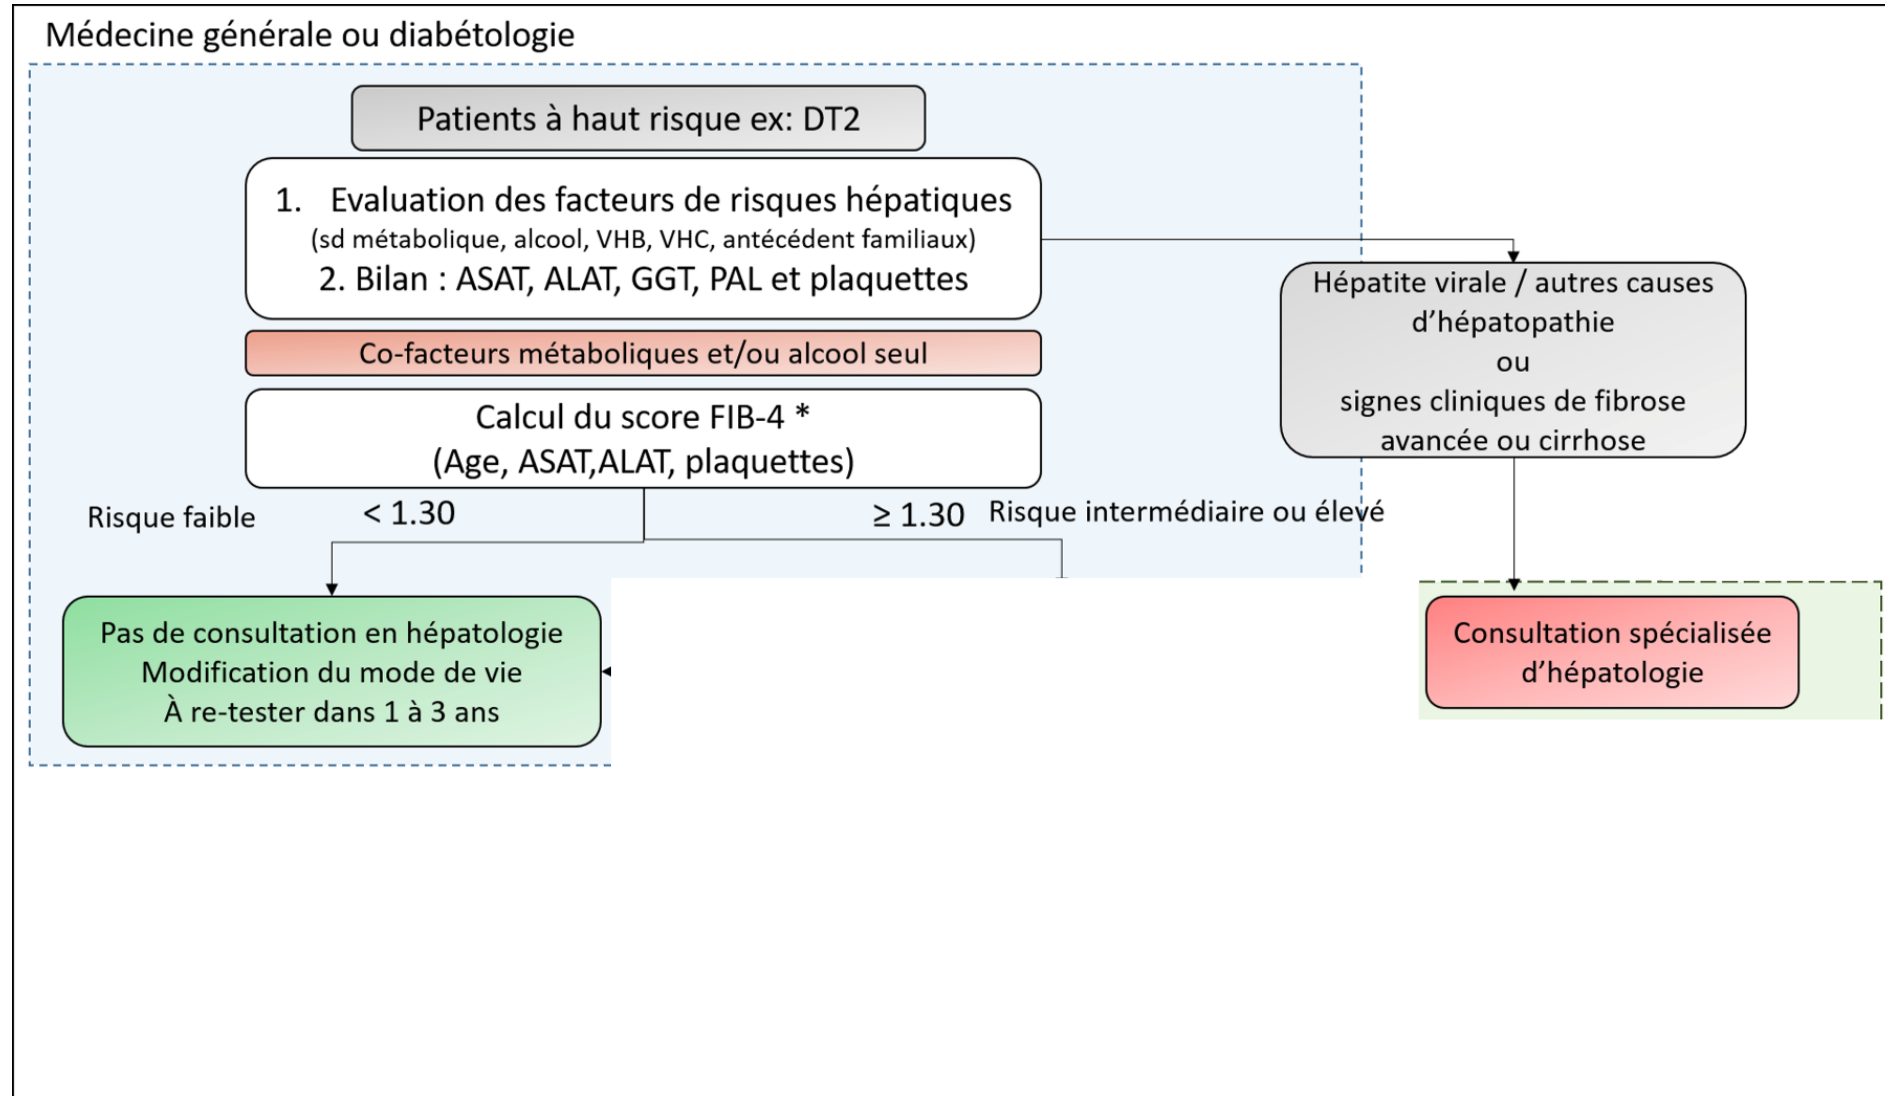 Médecine générale ou diabétologie
Patients à haut risque ex: DT2
1. Evaluation des facteurs de risques hépatiques
(sd métabolique, alcool, VHB, VHC, antécédent familiaux)
2. Bilan : ASAT, ALAT, GGT, PAL et plaquettes
Co-facteurs métaboliques et/ou alcool seul
Calcul du score FIB-4 *
(Age, ASAT,ALAT, plaquettes)
Hépatite virale / autres causes
d’hépatopathie
ou
signes cliniques de fibrose
avancée ou cirrhose
Risque faible < 1.30
≥ 1.30 Risque intermédiaire ou élevé
Pas de consultation en hépatologie
Modification du mode de vie
À re-tester dans 1 à 3 ans
Consultation spécialisée
d’hépatologie